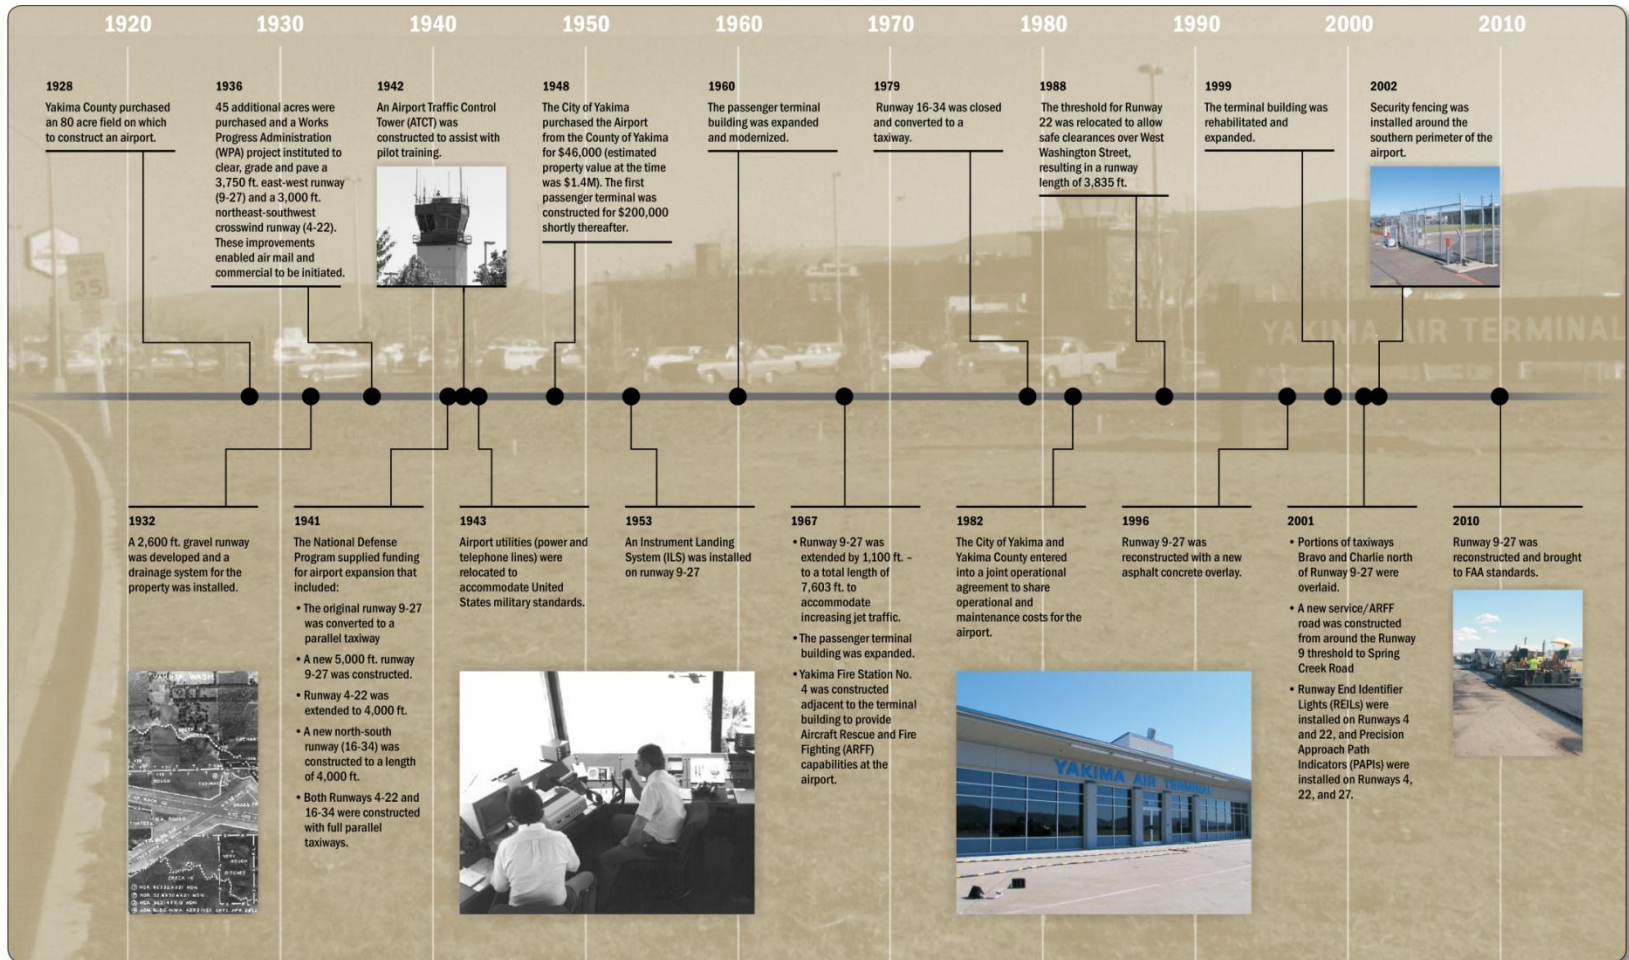 1920 1930 1940 1950 1960 1970 1980 1990 2000 2010
1928
Yakima County purchased
an 80 acre field on which
to construct an airport.
1936
45 additional acres were
purchased and a Works
Progress Administration
(WPA) project instituted to
clear, grade and pave a
3,750 ft. east-west runway
(9-27) and a 3,000 ft.
northeast-southwest
crosswind runway (4-22).
These improvements
enabled air mail and
commercial to be initiated.
1942
An Airport Traffic Control
Tower (ATCT) was
constructed to assist with
pilot training.
1948
The City of Yakima
purchased the Airport
from the County of Yakima
for $46,000 (estimated
property value at the time
was $1.4M). The first
passenger terminal was
constructed for $200,000
shortly thereafter.
1960
The passenger terminal
building was expanded
and modernized.
1979
Runway 16-34 was closed
and converted to a
taxiway.
1988
The threshold for Runway
22 was relocated to allow
safe clearances over West
Washington Street,
resulting in a runway
length of 3,835 ft.
1999
The terminal building was
rehabilitated and
expanded.
2002
Security fencing was
installed around the
southern perimeter of the
airport.
35
YAKIMA AIR TERMINAL
1932
A 2,600 ft. gravel runway
was developed and a
drainage system for the
property was installed.
1941
The National Defense
Program supplied funding
for airport expansion that
included:
• The original runway 9-27
was converted to a
parallel taxiway
• A new 5,000 ft. runway
9-27 was constructed.
• Runway 4-22 was
extended to 4,000 ft.
• A new north-south
runway (16-34) was
constructed to a length
of 4,000 ft.
• Both Runways 4-22 and
16-34 were constructed
with full parallel
taxiways.
1943
Airport utilities (power and
telephone lines) were
relocated to
accommodate United
States military standards.
1953
An Instrument Landing
System (ILS) was installed
on runway 9-27
1967
• Runway 9-27 was
extended by 1,100 ft. –
to a total length of
7,603 ft. to
accommodate
increasing jet traffic.
• The passenger terminal
building was expanded.
• Yakima Fire Station No.
4 was constructed
adjacent to the terminal
building to provide
Aircraft Rescue and Fire
Fighting (ARFF)
capabilities at the
airport.
1982
The City of Yakima and
Yakima County entered
into a joint operational
agreement to share
operational and
maintenance costs for the
airport.
YAKIMA AIR TERMINAL
1996
Runway 9-27 was
reconstructed with a new
asphalt concrete overlay.
2001
• Portions of taxiways
Bravo and Charlie north
of Runway 9-27 were
overlaid.
• A new service/ARFF
road was constructed
from around the Runway
9 threshold to Spring
Creek Road
• Runway End Identifier
Lights (REILs) were
installed on Runways 4
and 22, and Precision
Approach Path
Indicators (PAPIs) were
installed on Runways 4,
22, and 27.
2010
Runway 9-27 was
reconstructed and brought
to FAA standards.